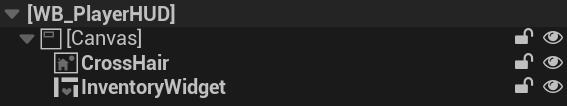 [WB_PlayerHUD]
[Canvas]
CrossHair
InventoryWidget